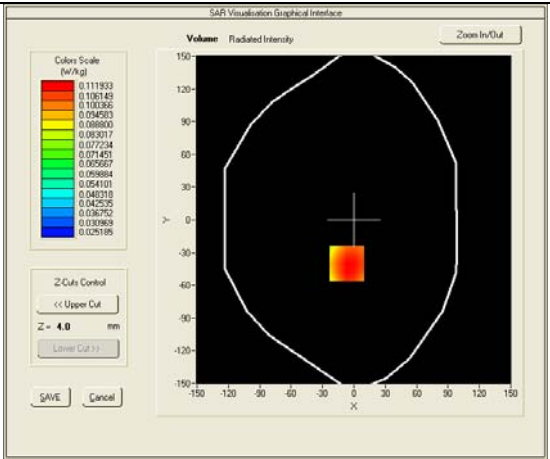 SAR Visualisation Graphical Interface
Volume Radiated Intensity
Zoom In/Out
Colors Scale
(W/kg)
0.111933
0.106149
0.100366
0.094583
0.088800
0.083017
0.077234
0.071451
0.065667
0.059884
0.054101
0.048318
0.042535
0.036752
0.030969
0.025185
Z-Cuts Control
<< Upper Cut
Z = 4.0 mm
Lower Cut >>
SAVE Cancel
150-
120-
90-
60-
30-
0-
-30-
-60-
-90-
-120-
-150-
Y
-150 -120 -90 -60 -30 0 30 60 90 120 150
X